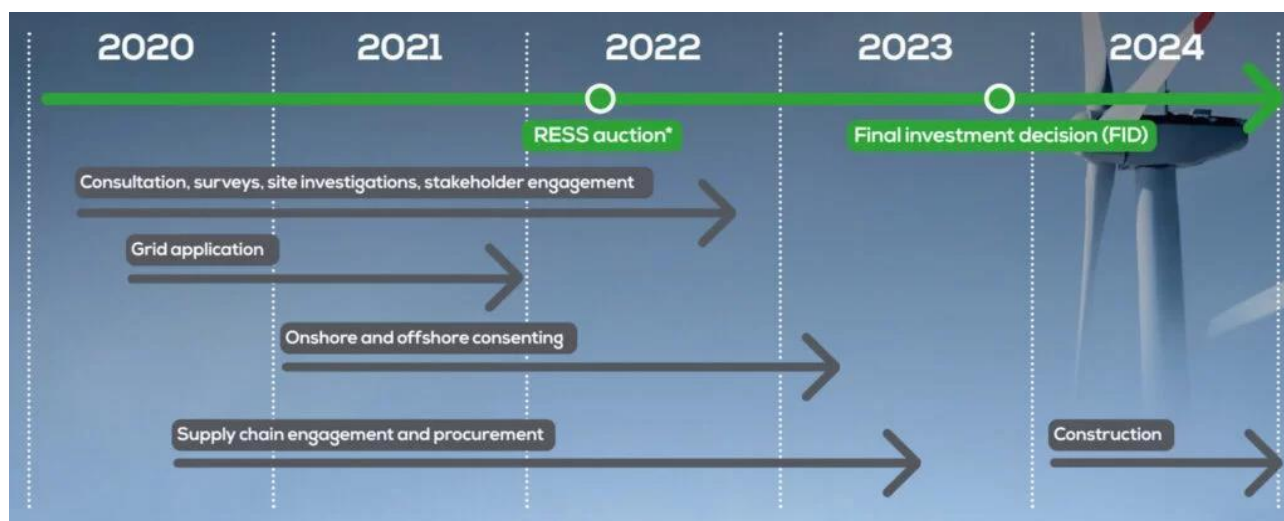 2020 2021 2022 2023 2024
RESS auction* Final investment decision (FID)
Consultation, surveys, site investigations, stakeholder engagement
Grid application
Onshore and offshore consenting
Supply chain engagement and procurement Construction